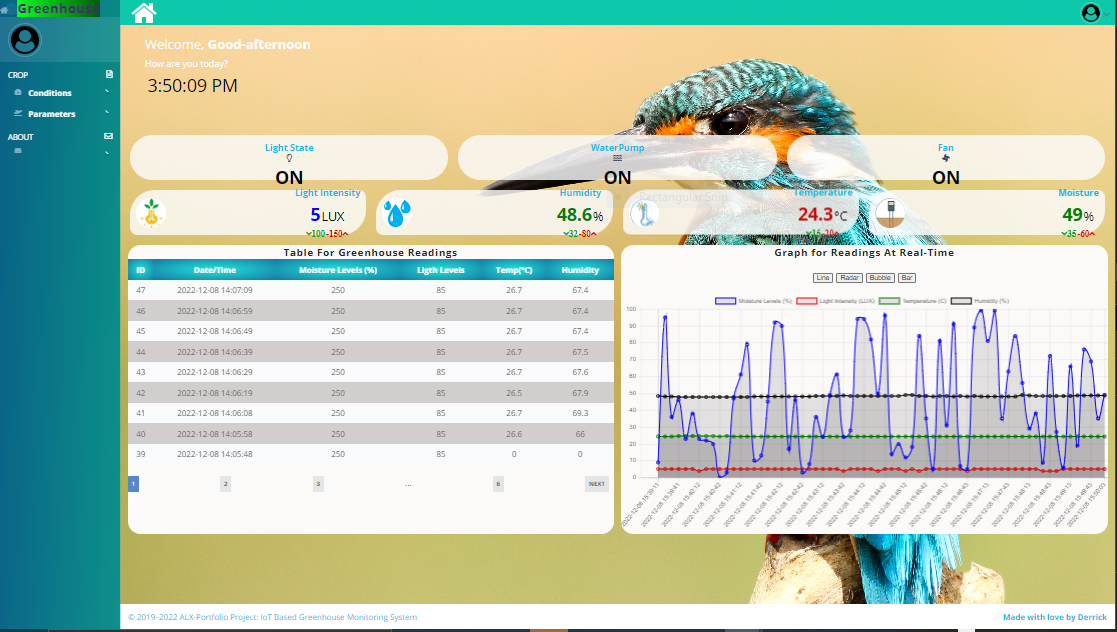 Greenhouse
CROP
Conditions
Parameters
ABOUT
Welcome, Good-afternoon
How are you today?
3:50:09 PM
Light State
ON
WaterPump
ON
Fan
ON
Light Intensity
5 LUX
100-150
Humidity
48.6%
32-80
Rectangular Snip
Temperature
24.3°C
15-20
Moisture
49%
35-60
Table For Greenhouse Readings
ID Date/Time Moisture Levels (%) Ligth Levels Temp(°C) Humidity
47 2022-12-08 14:07:09 250 85 26.7 67.4
46 2022-12-08 14:06:59 250 85 26.7 67.4
45 2022-12-08 14:06:49 250 85 26.7 67.4
44 2022-12-08 14:06:39 250 85 26.7 67.5
43 2022-12-08 14:06:29 250 85 26.7 67.6
42 2022-12-08 14:06:19 250 85 26.5 67.9
41 2022-12-08 14:06:08 250 85 26.7 69.3
40 2022-12-08 14:05:58 250 85 26.6 66
39 2022-12-08 14:05:48 250 85 0 0
1 2 3 ... 6 NEXT
Graph for Readings At Real-Time
Line Radar Bubble Bar
Moisture Levels (%) Light Intensity (LUX) Temperature (C) Humidity (%)
100
90
80
70
60
50
40
30
20
10
0
© 2019-2022 ALX-Portfolio Project: IoT Based Greenhouse Monitoring System
Made with love by Derrick